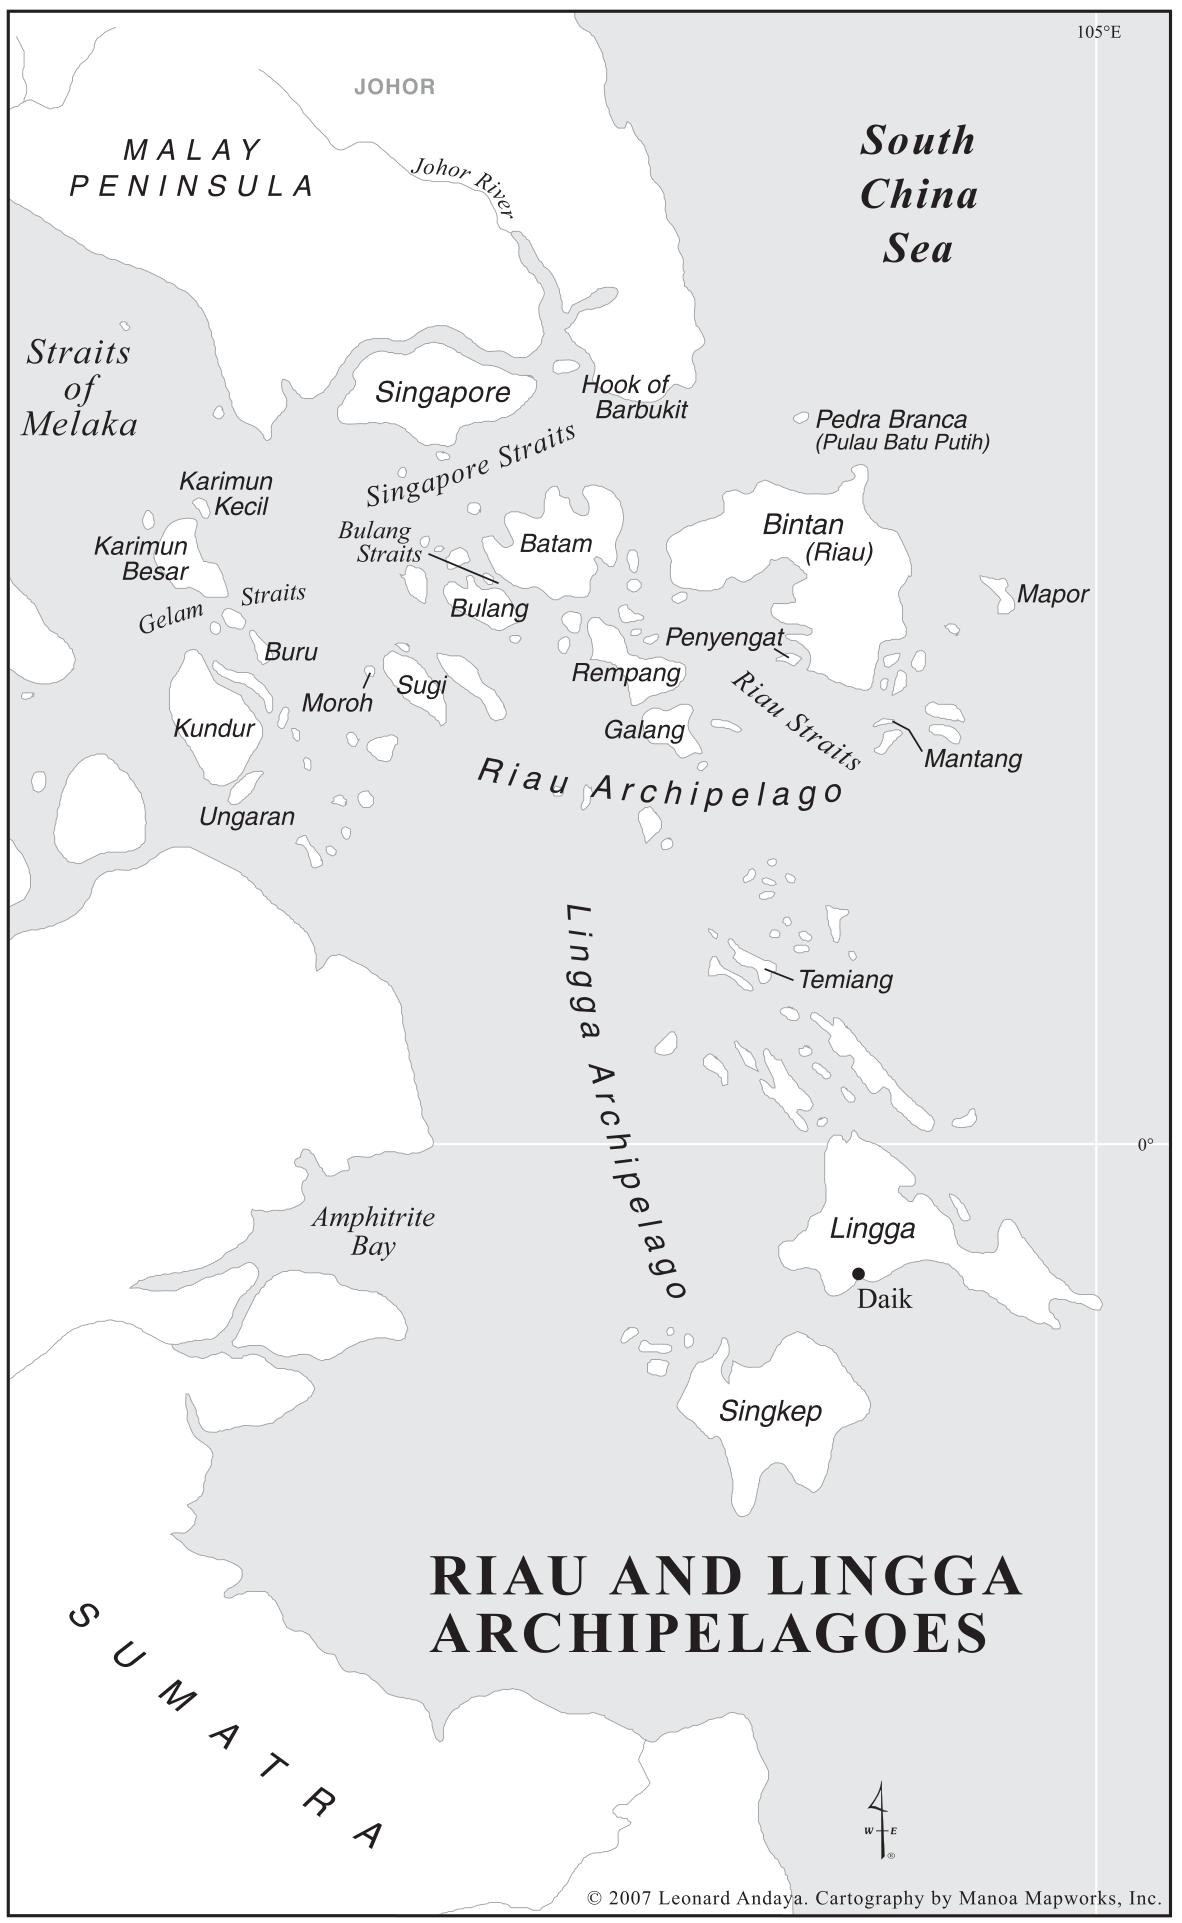 105°E
JOHOR
MALAY
PENINSULA
Johor River
South
China
Sea
Straits
of
Melaka
Singapore
Hook of
Barbukit
Pedra Branca
(Pulau Batu Putih)
Singapore Straits
Karimun
Kecil
Karimun
Besar
Bulang
Straits
Batam
Bintan
(Riau)
Mapor
Gelam Straits
Bulang
Buru
Penyengat
Moroh
Sugi
Rempang
Riau Straits
Kundur
Galang
Mantang
Riau Archipelago
Ungaran
Lingga Archipelago
Temiang
0°
Amphitrite
Bay
Lingga
Daik
Singkep
RIAU AND LINGGA
ARCHIPELAGOES
SUMATRA
W E
®
© 2007 Leonard Andaya. Cartography by Manoa Mapworks, Inc.